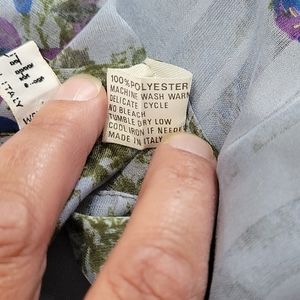 100% POLYESTER
MACHINE WASH WARM
DELICATE CYCLE
NO BLEACH
TUMBLE DRY LOW
COOL IRON IF NEEDED
MADE IN ITALY
ITALY